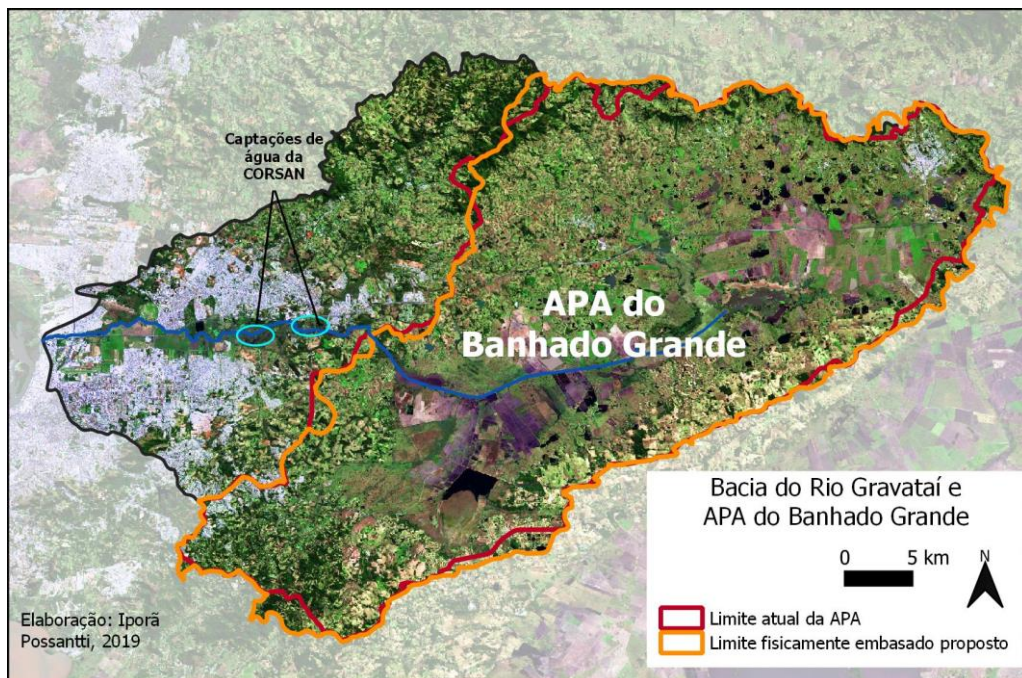 Captações de
água da
CORSAN
APA do
Banhado Grande
Bacia do Rio Gravataí e
APA do Banhado Grande
0 5 km
N
Limite atual da APA
Limite fisicamente embasado proposto
Elaboração: Iporã
Possantti, 2019